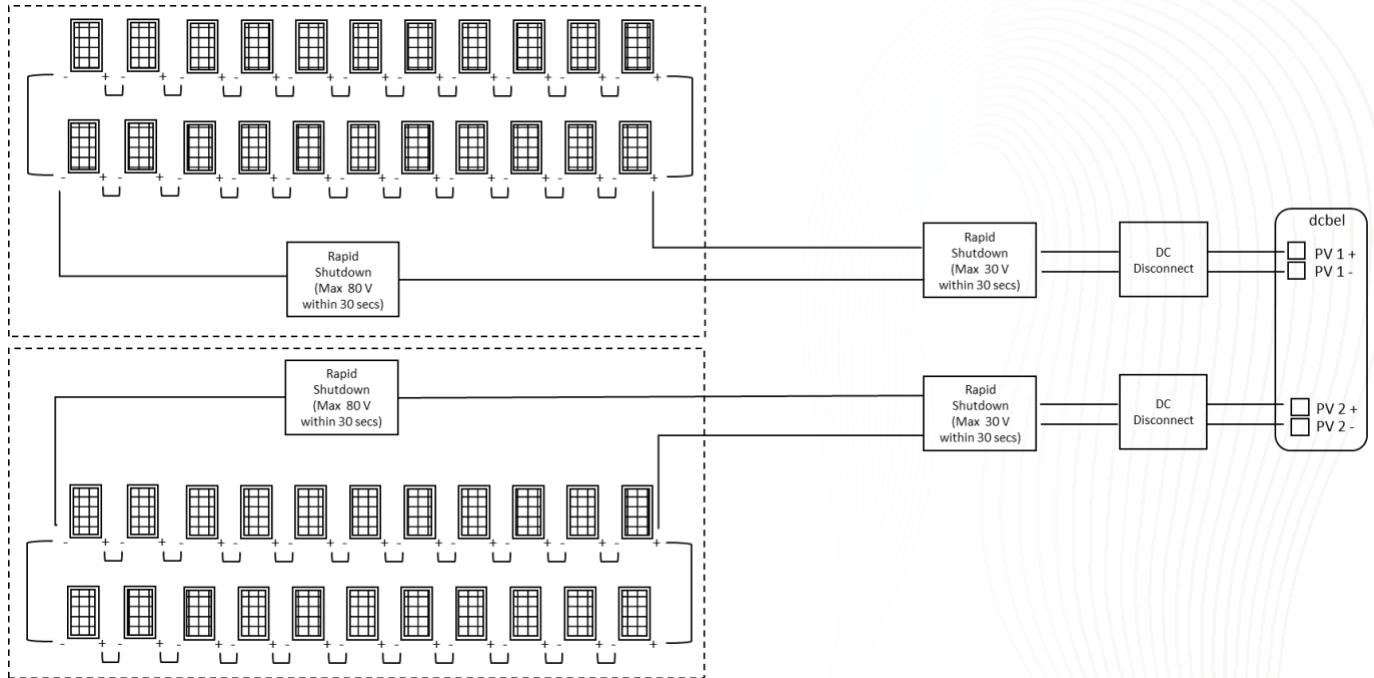 Rapid
Shutdown
(Max 80 V
within 30 secs)
Rapid
Shutdown
(Max 30 V
within 30 secs)
DC
Disconnect
dcbel
PV 1 +
PV 1 -
Rapid
Shutdown
(Max 80 V
within 30 secs)
Rapid
Shutdown
(Max 30 V
within 30 secs)
DC
Disconnect
PV 2 +
PV 2 -
- + - + - + - + - + - + - + - + - + - + - +
- + - + - + - + - + - + - + - + - + - + - +
- + - + - + - + - + - + - + - + - + - + - +
- + - + - + - + - + - + - + - + - + - + - +